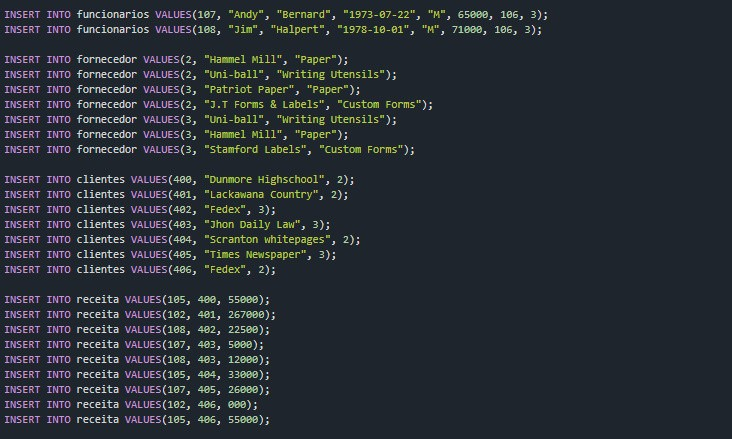 INSERT INTO funcionarios VALUES(107, "Andy", "Bernard", "1973-07-22", "M", 65000, 106, 3);
INSERT INTO funcionarios VALUES(108, "Jim", "Halpert", "1978-10-01", "M", 71000, 106, 3);
INSERT INTO fornecedor VALUES(2, "Hammel Mill", "Paper");
INSERT INTO fornecedor VALUES(2, "Uni-ball", "Writing Utensils");
INSERT INTO fornecedor VALUES(3, "Patriot Paper", "Paper");
INSERT INTO fornecedor VALUES(2, "J.T Forms & Labels", "Custom Forms");
INSERT INTO fornecedor VALUES(3, "Uni-ball", "Writing Utensils");
INSERT INTO fornecedor VALUES(3, "Hammel Mill", "Paper");
INSERT INTO fornecedor VALUES(3, "Stamford Labels", "Custom Forms");
INSERT INTO clientes VALUES(400, "Dunmore Highschool", 2);
INSERT INTO clientes VALUES(401, "Lackawana Country", 2);
INSERT INTO clientes VALUES(402, "Fedex", 3);
INSERT INTO clientes VALUES(403, "Jhon Daily Law", 3);
INSERT INTO clientes VALUES(404, "Scranton whitepages", 2);
INSERT INTO clientes VALUES(405, "Times Newspaper", 3);
INSERT INTO clientes VALUES(406, "Fedex", 2);
INSERT INTO receita VALUES(105, 400, 55000);
INSERT INTO receita VALUES(102, 401, 267000);
INSERT INTO receita VALUES(108, 402, 22500);
INSERT INTO receita VALUES(107, 403, 5000);
INSERT INTO receita VALUES(108, 403, 12000);
INSERT INTO receita VALUES(105, 404, 33000);
INSERT INTO receita VALUES(107, 405, 26000);
INSERT INTO receita VALUES(102, 406, 000);
INSERT INTO receita VALUES(105, 406, 55000);